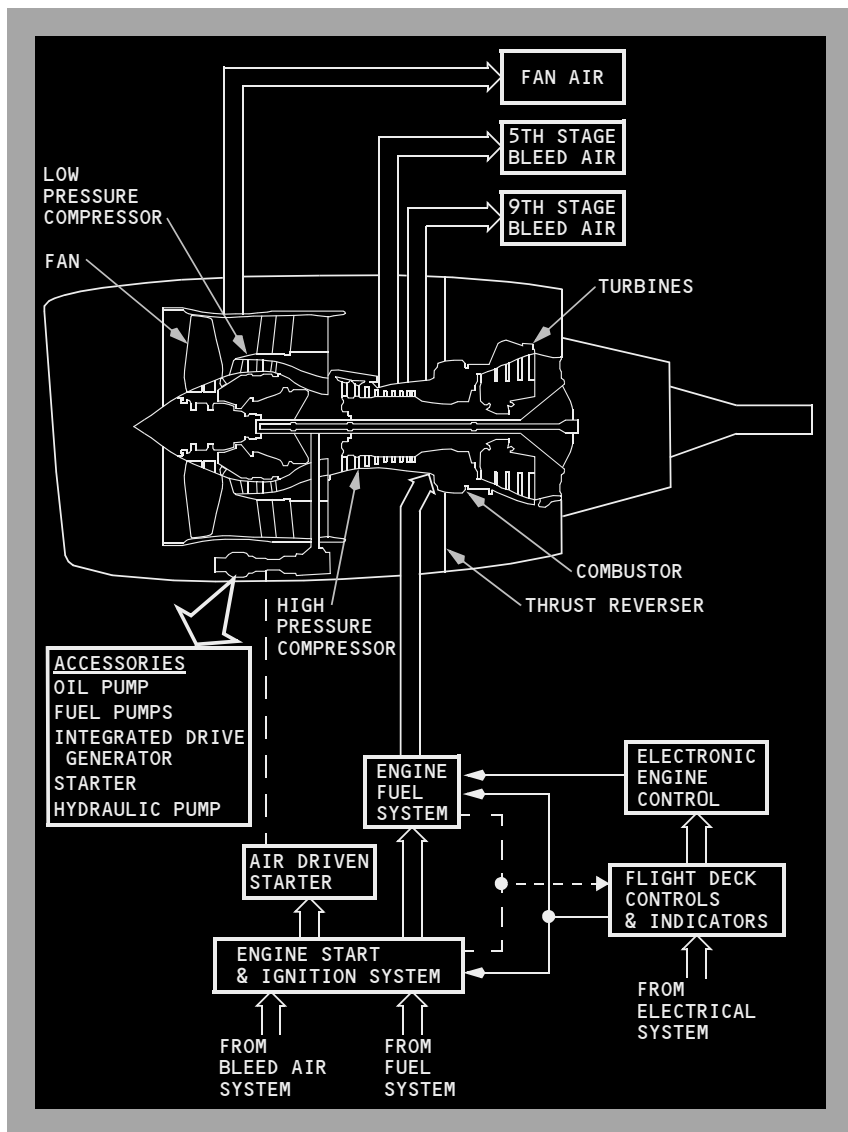 FAN AIR
5TH STAGE
BLEED AIR
LOW
PRESSURE
COMPRESSOR
9TH STAGE
BLEED AIR
FAN
TURBINES
COMBUSTOR
THRUST REVERSER
HIGH
PRESSURE
COMPRESSOR
ACCESSORIES
OIL PUMP
FUEL PUMPS
INTEGRATED DRIVE
GENERATOR
STARTER
HYDRAULIC PUMP
ENGINE
FUEL
SYSTEM
ELECTRONIC
ENGINE
CONTROL
AIR DRIVEN
STARTER
FLIGHT DECK
CONTROLS
& INDICATORS
ENGINE START
& IGNITION SYSTEM
FROM
ELECTRICAL
SYSTEM
FROM
BLEED AIR
SYSTEM
FROM
FUEL
SYSTEM